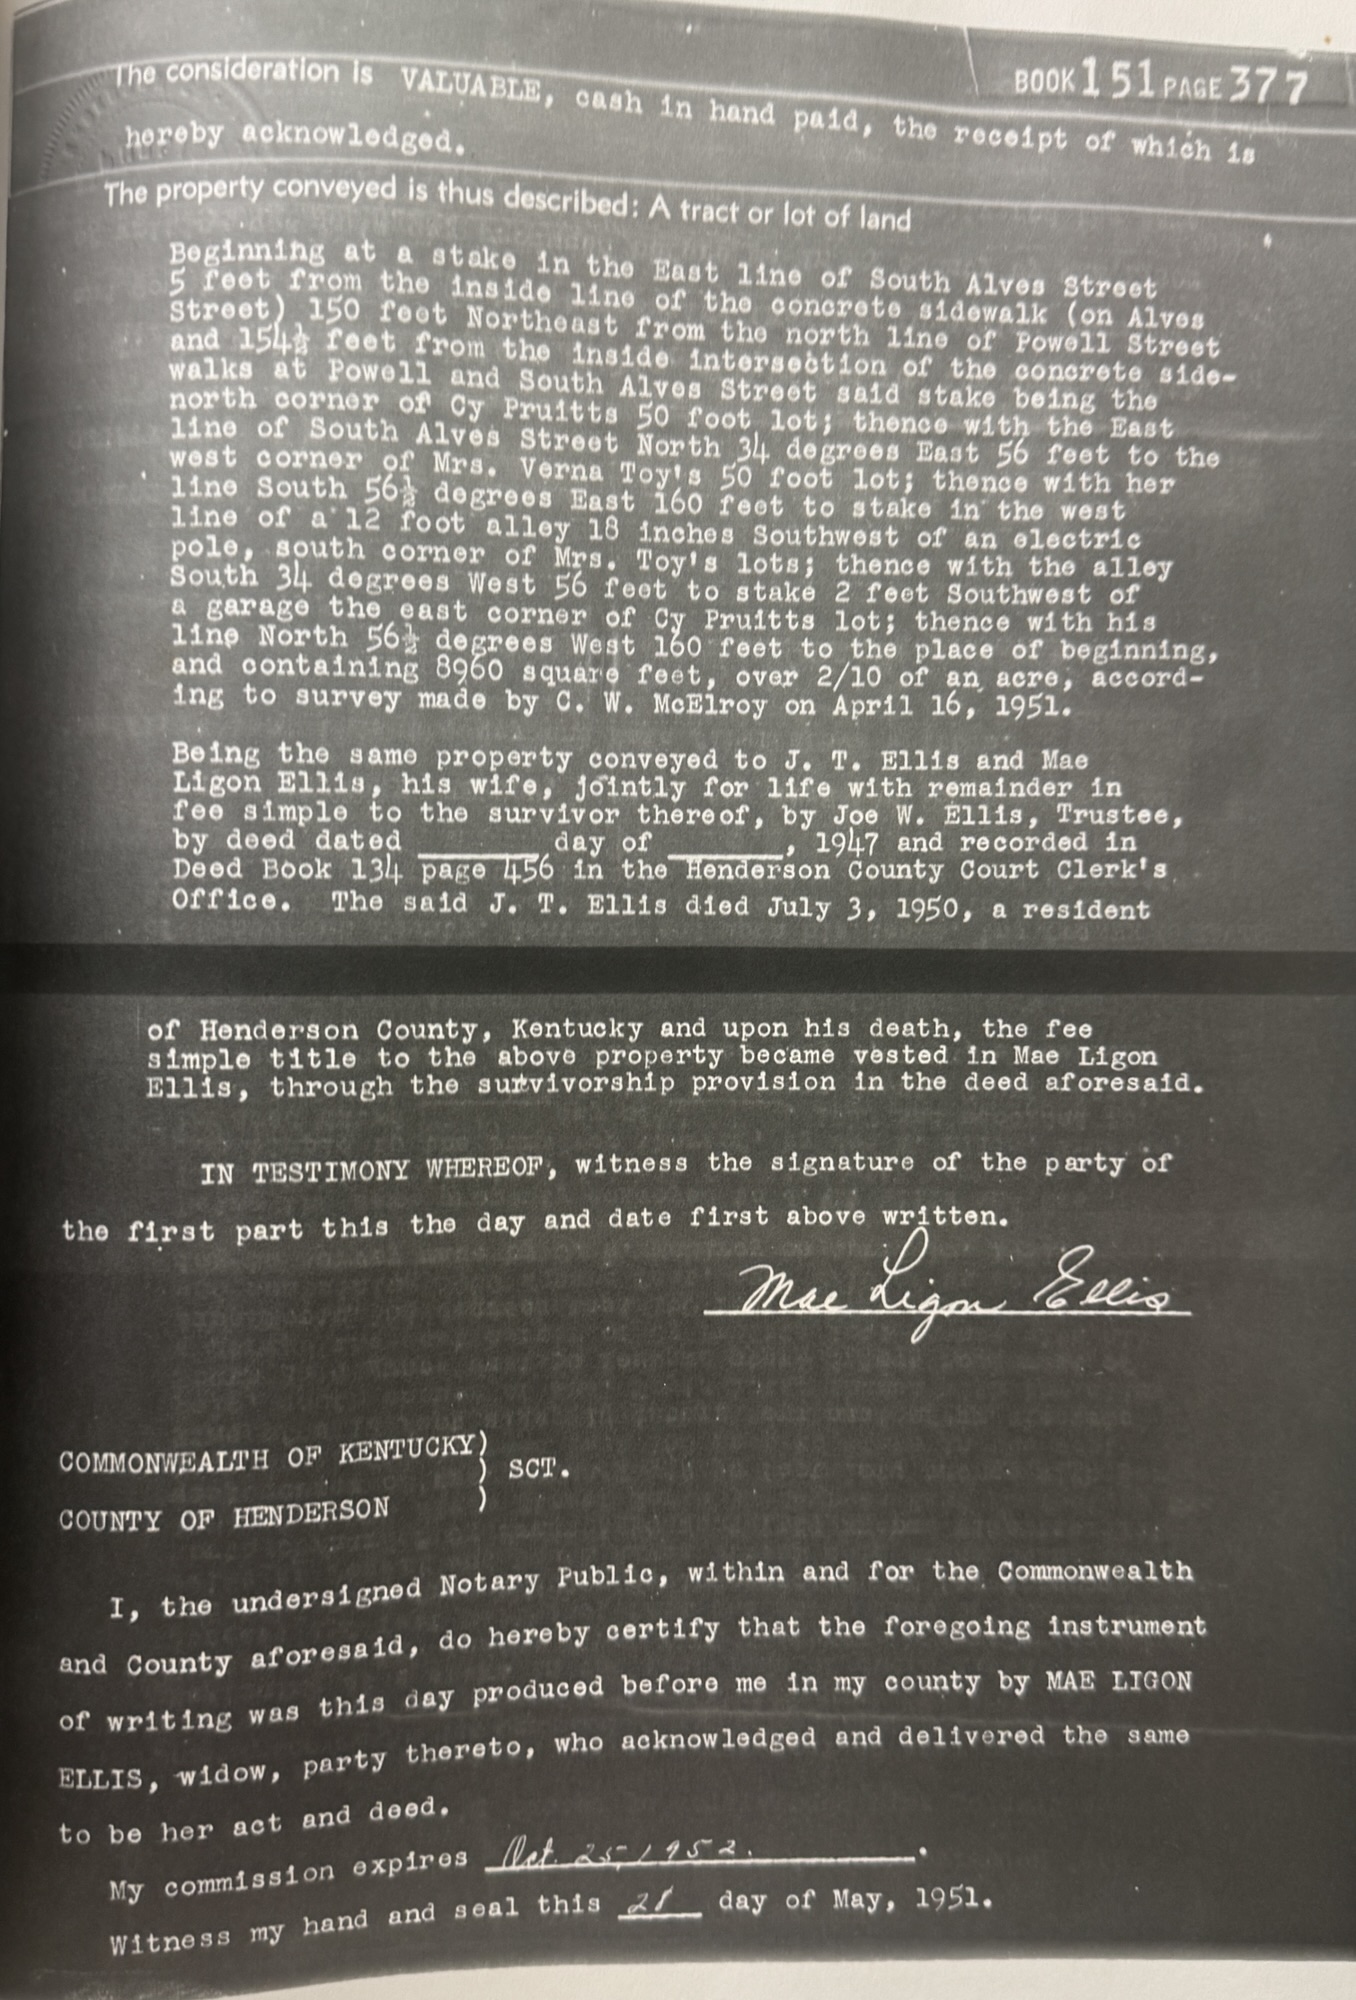 BOOK 151 PAGE 377
The consideration is VALUABLE, cash in hand paid, the receipt of which is
hereby acknowledged.
The property conveyed is thus described: A tract or lot of land
Beginning at a stake in the East line of South Alves Street
5 feet from the inside line of the concrete sidewalk (on Alves
Street) 150 feet Northeast from the north line of Powell Street
and 154½ feet from the inside intersection of the concrete side-
walks at Powell and South Alves Street said stake being the
north corner of Cy Pruitts 50 foot lot; thence with the East
line of South Alves Street North 34 degrees East 56 feet to the
west corner of Mrs. Verna Toy's 50 foot lot; thence with her
line South 56½ degrees East 160 feet to stake in the west
line of a 12 foot alley 18 inches Southwest of an electric
pole, south corner of Mrs. Toy's lots; thence with the alley
South 34 degrees West 56 feet to stake 2 feet Southwest of
a garage the east corner of Cy Pruitts lot; thence with his
line North 56½ degrees West 160 feet to the place of beginning,
and containing 8960 square feet, over 2/10 of an acre, accord-
ing to survey made by C. W. McElroy on April 16, 1951.
Being the same property conveyed to J. T. Ellis and Mae
Ligon Ellis, his wife, jointly for life with remainder in
fee simple to the survivor thereof, by Joe W. Ellis, Trustee,
by deed dated ______ day of ______, 1947 and recorded in
Deed Book 134 page 456 in the Henderson County Court Clerk's
Office. The said J. T. Ellis died July 3, 1950, a resident
of Henderson County, Kentucky and upon his death, the fee
simple title to the above property became vested in Mae Ligon
Ellis, through the survivorship provision in the deed aforesaid.
IN TESTIMONY WHEREOF, witness the signature of the party of
the first part this the day and date first above written.
Mae Ligon Ellis
COMMONWEALTH OF KENTUCKY)
) SCT.
COUNTY OF HENDERSON )
I, the undersigned Notary Public, within and for the Commonwealth
and County aforesaid, do hereby certify that the foregoing instrument
of writing was this day produced before me in my county by MAE LIGON
ELLIS, widow, party thereto, who acknowledged and delivered the same
to be her act and deed.
My commission expires Oct. 25, 1952.
Witness my hand and seal this 21 day of May, 1951.